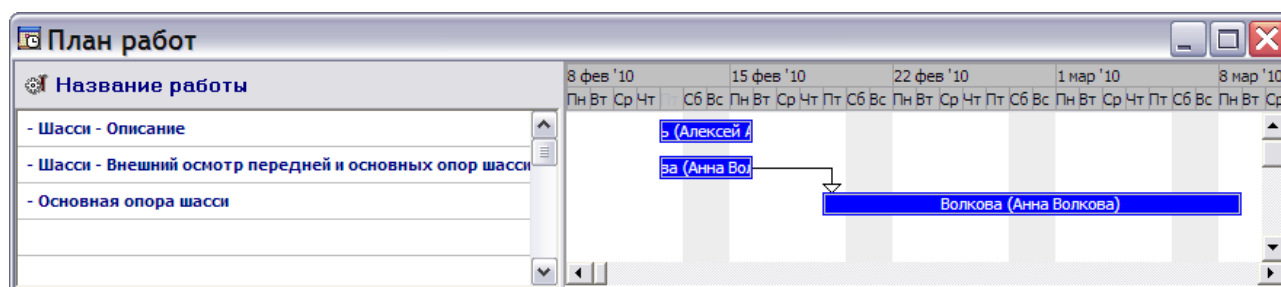 План работ
Название работы
8 фев '10 15 фев '10 22 фев '10 1 мар '10 8 мар '10
Пн Вт Ср Чт Пт Сб Вс Пн Вт Ср Чт Пт Сб Вс Пн Вт Ср Чт Пт Сб Вс Пн Вт Ср Чт Пт Сб Вс Пн Вт Ср
- Шасси - Описание
ь (Алексей А
- Шасси - Внешний осмотр передней и основных опор шасси
ва (Анна Вол
- Основная опора шасси
Волкова (Анна Волкова)